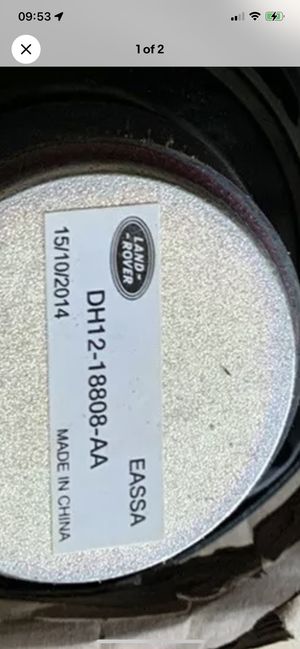 09:53
1 of 2
LAND-
-ROVER
DH12-18808-AA
EASSA
15/10/2014
MADE IN CHINA